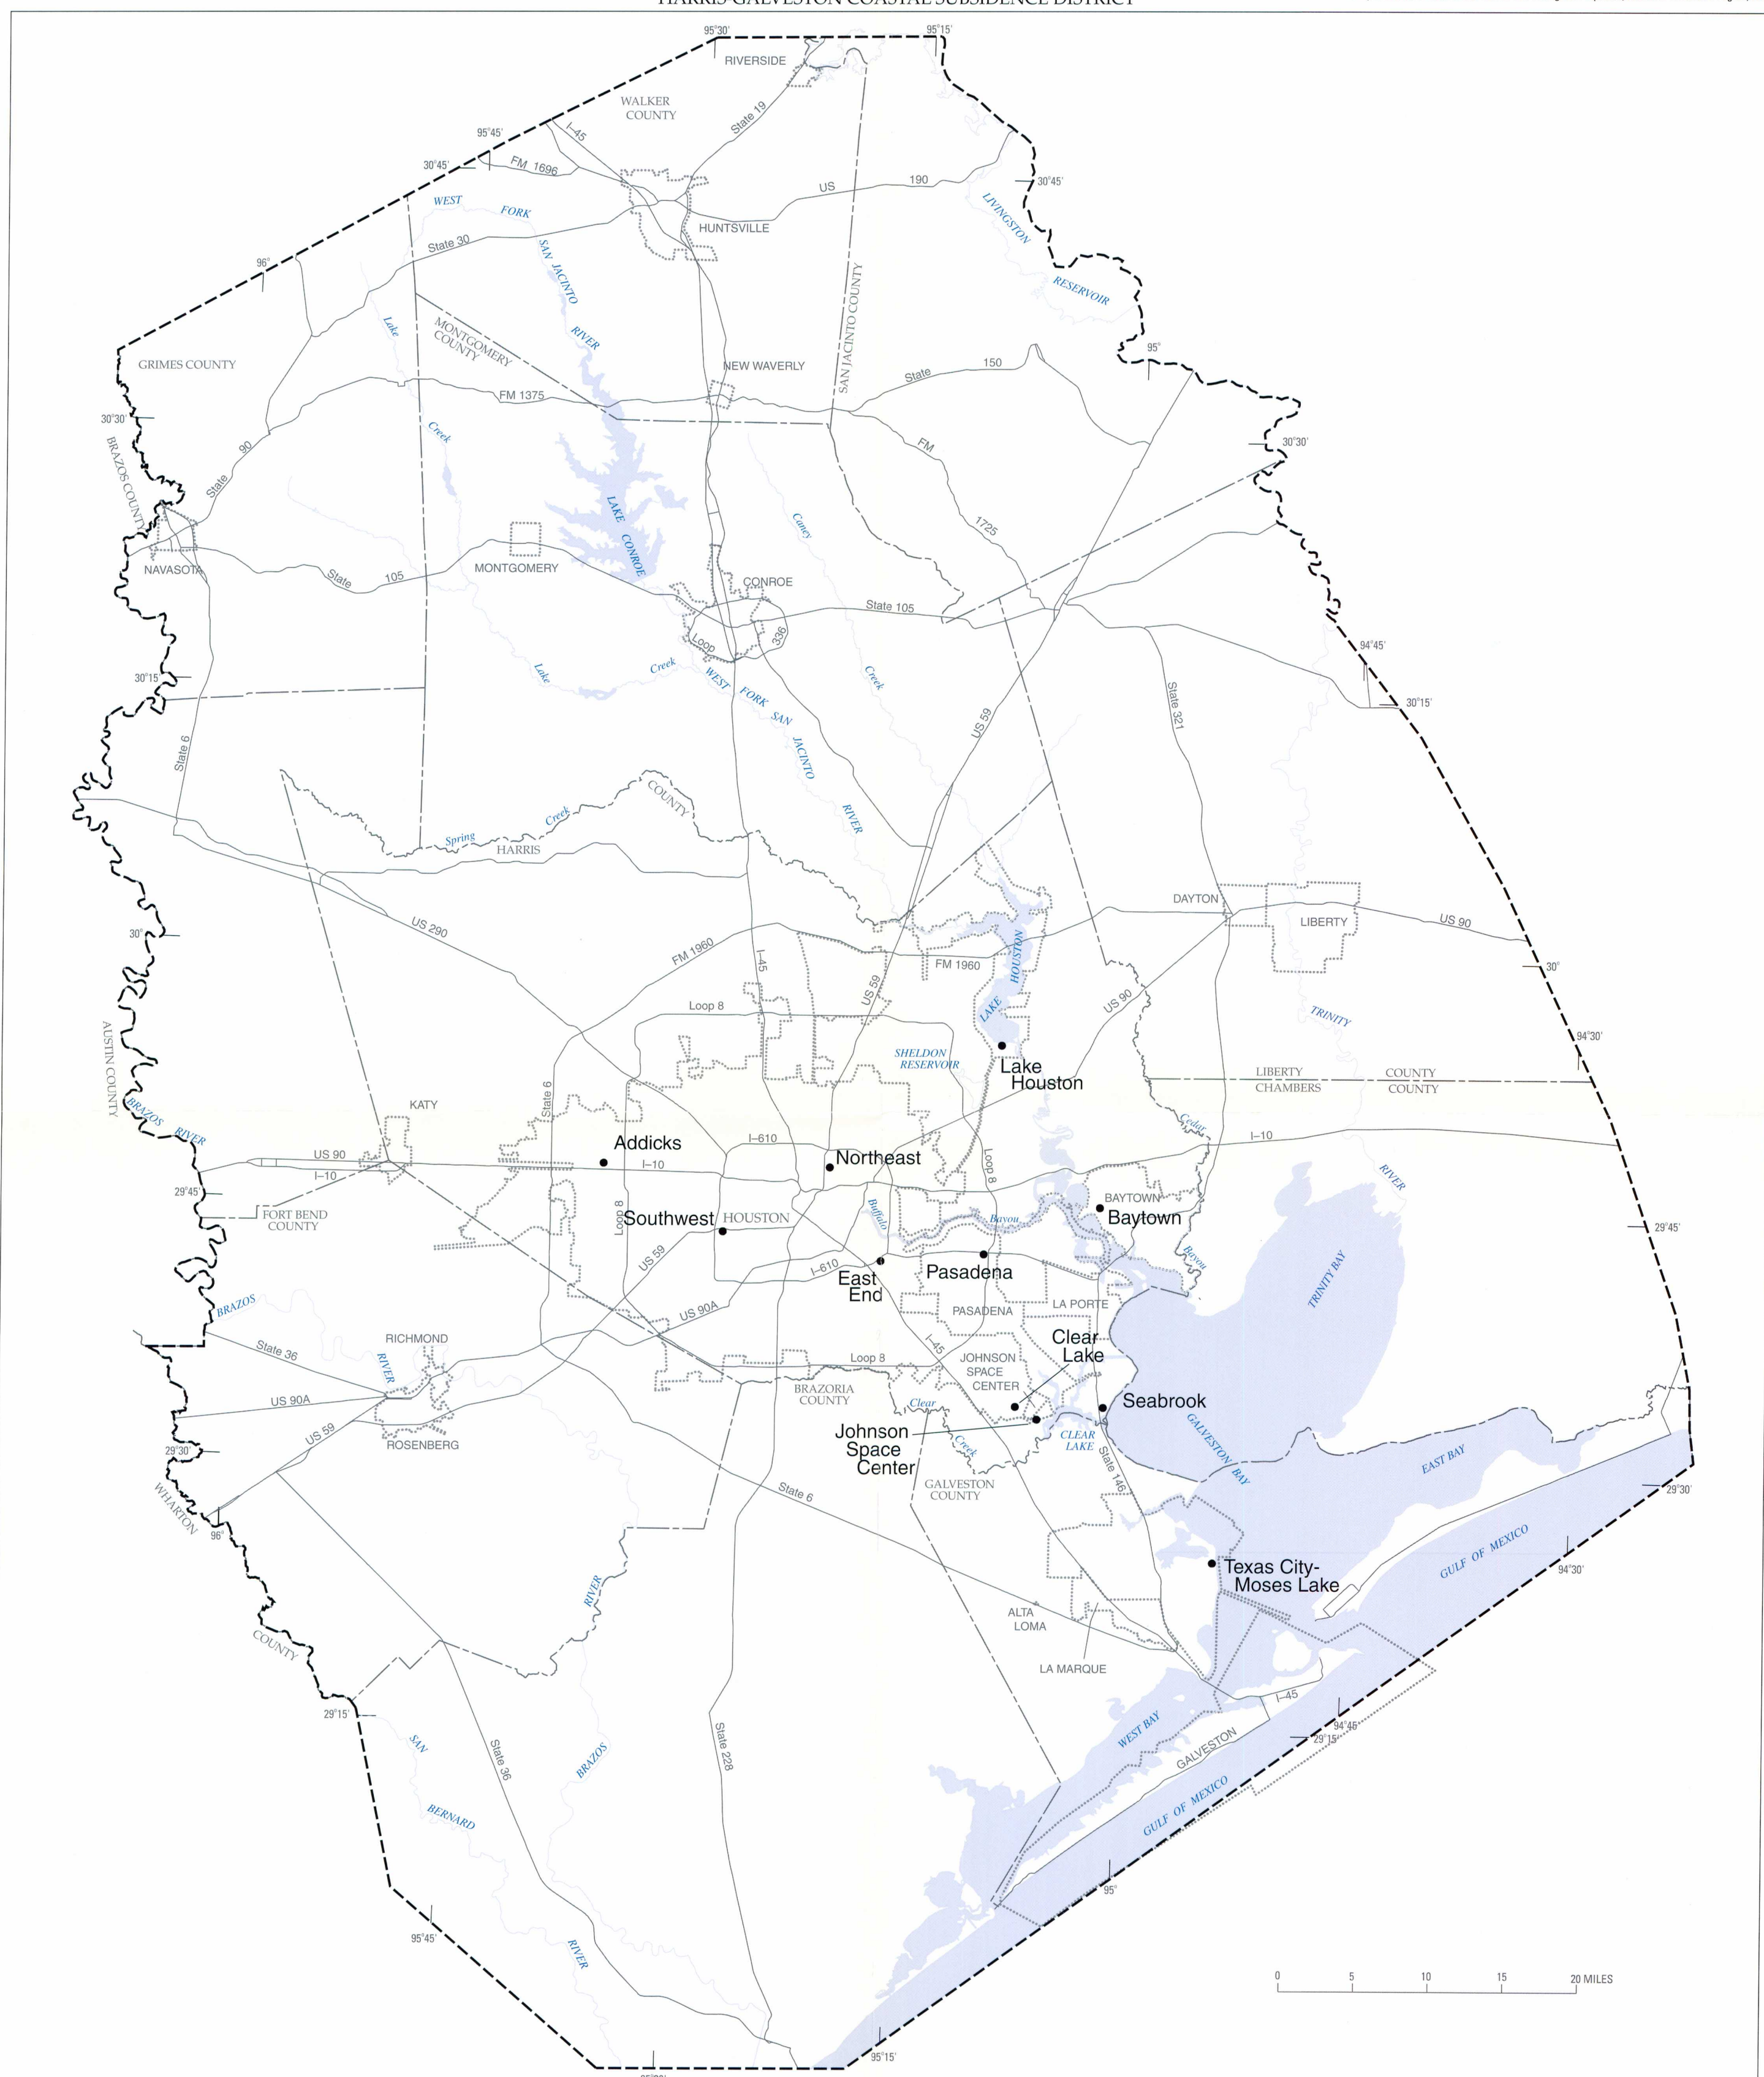 HARRIS-GALVESTON COASTAL SUBSIDENCE DISTRICT
95°30'
95°15'
RIVERSIDE
WALKER
COUNTY
State 19
I–45
95°45'
30°45'
FM 1696
US
190
30°45'
WEST
FORK
LIVINGSTON
RESERVOIR
HUNTSVILLE
State 30
SAN JACINTO
RIVER
96°
Lake
MONTGOMERY
COUNTY
SAN JACINTO COUNTY
GRIMES COUNTY
NEW WAVERLY
State
150
95°
FM 1375
30°30'
Creek
FM
30°30'
BRAZOS COUNTY
State
90
LAKE
CONROE
Caney
1725
NAVASOTA
State
105
MONTGOMERY
CONROE
State 105
Loop
336
94°45'
30°15'
Lake
Creek
WEST
FORK
SAN
JACINTO
RIVER
Creek
US 59
State 321
30°15'
State 6
COUNTY
Spring
Creek
HARRIS
DAYTON
LIBERTY
US 90
US 290
30°
FM 1960
I–45
US 59
FM 1960
LAKE
HOUSTON
US 90
30°
Loop 8
TRINITY
AUSTIN COUNTY
SHELDON
RESERVOIR
94°30'
Lake
Houston
LIBERTY
COUNTY
CHAMBERS
COUNTY
State 6
KATY
BRAZOS
RIVER
Cedar
Addicks
I–610
Northeast
I–10
US 90
I–10
I–10
Loop 8
RIVER
29°45'
FORT BEND
COUNTY
Loop 8
Southwest
HOUSTON
Buffalo
Bayou
BAYTOWN
Baytown
29°45'
US 59
I–610
East
End
Pasadena
Bayou
TRINITY BAY
BRAZOS
US 90A
PASADENA
LA PORTE
State 36
RICHMOND
RIVER
I–45
Clear
Lake
Loop 8
JOHNSON
SPACE
CENTER
BRAZORIA
COUNTY
US 90A
Clear
Seabrook
US 59
ROSENBERG
29°30'
Johnson
Space
Center
Creek
CLEAR
LAKE
GALVESTON BAY
EAST BAY
State 146
GALVESTON
COUNTY
WHARTON
96°
State 6
29°30'
GULF OF MEXICO
94°30'
Texas City-
Moses Lake
RIVER
ALTA
LOMA
COUNTY
LA MARQUE
I–45
29°15'
94°45'
29°15'
WEST BAY
GALVESTON
SAN
BERNARD
State 36
BRAZOS
State 228
GULF OF MEXICO
95°
95°45'
RIVER
0
5
10
15
20 MILES
95°15'